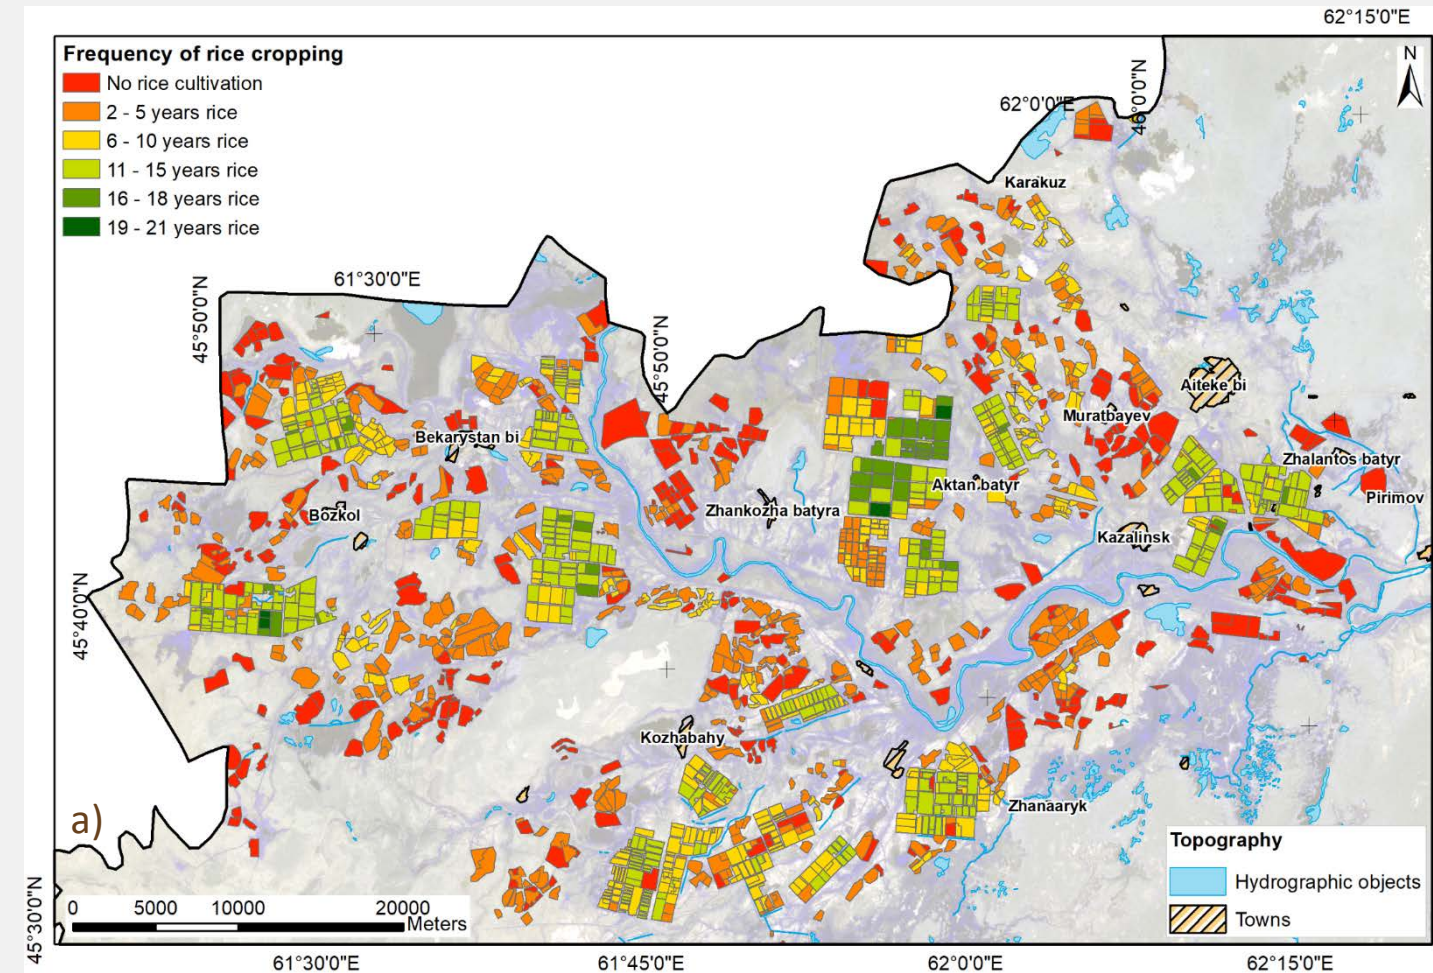 62°15'0"E
Frequency of rice cropping
No rice cultivation
2 - 5 years rice
6 - 10 years rice
11 - 15 years rice
16 - 18 years rice
19 - 21 years rice
N
62°0'0"E
46°0'0"N
Karakuz
61°30'0"E
45°50'0"N
45°50'0"N
Aiteke bi
Muratbayev
Bekarystan bi
Zhalantos batyr
Aktan batyr
Pirimov
Zhankozha batyra
Bozkol
Kazalinsk
45°40'0"N
Kozhabahy
Zhanaaryk
a)
Topography
Hydrographic objects
Towns
0 5000 10000 20000
Meters
45°30'0"N
61°30'0"E 61°45'0"E 62°0'0"E 62°15'0"E